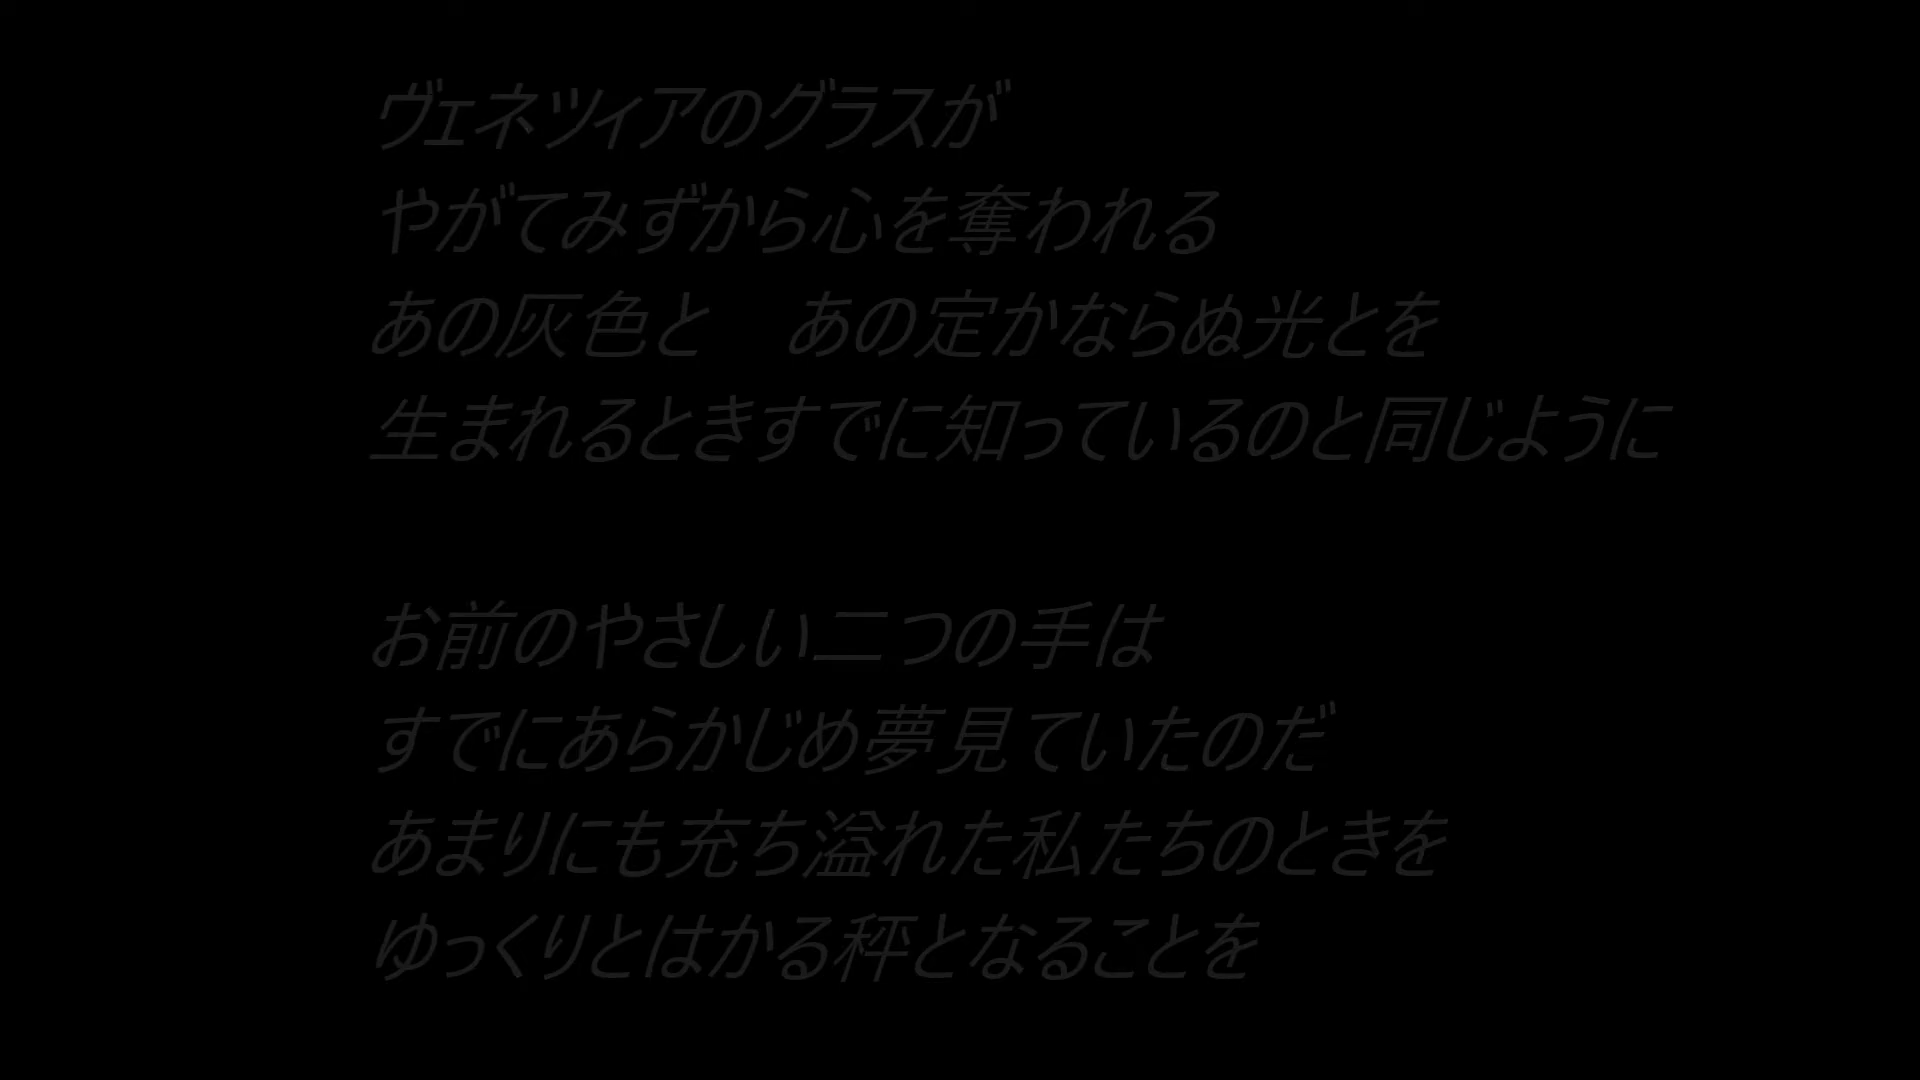 ヴェネツィアのグラスが
やがてみずから心を奪われる
あの灰色と　あの定かならぬ光とを
生まれるときすでに知っているのと同じように
お前のやさしい二つの手は
すでにあらかじめ夢見ていたのだ
あまりにも充ち溢れた私たちのときを
ゆっくりとはかる秤となることを